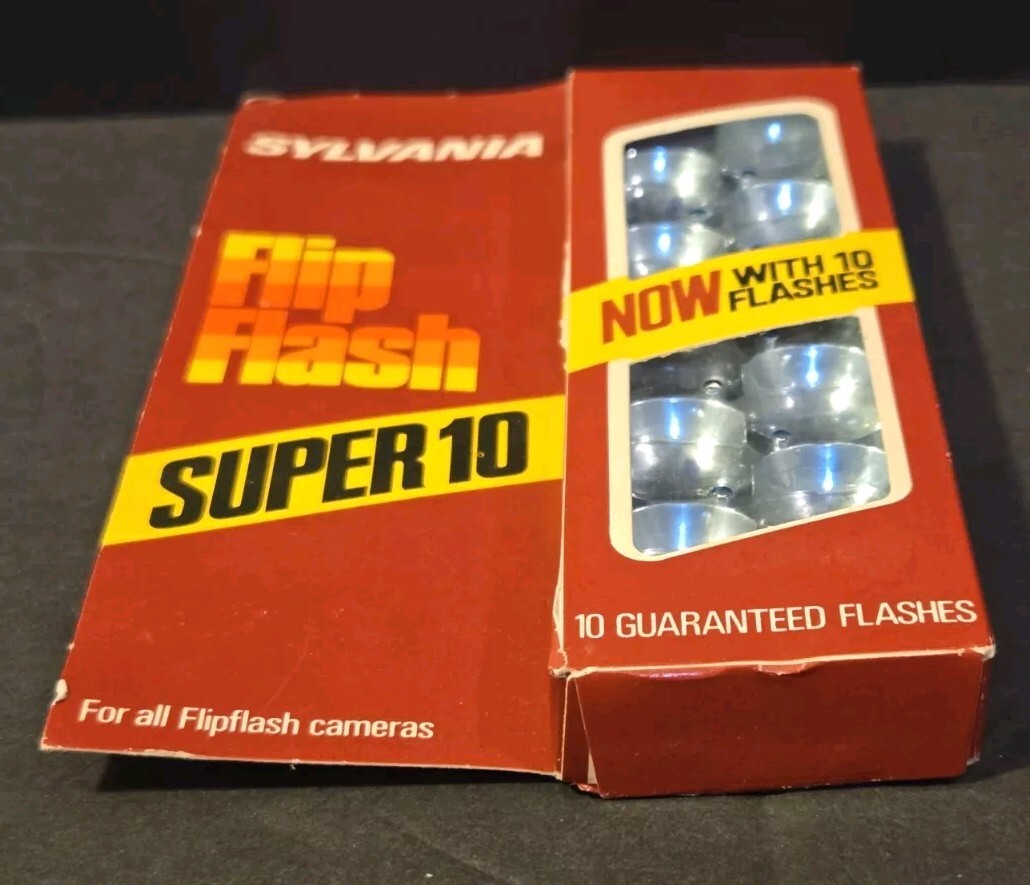 SYLVANIA
Flip
Flash
SUPER 10
For all Flipflash cameras
NOW WITH 10
FLASHES
10 GUARANTEED FLASHES